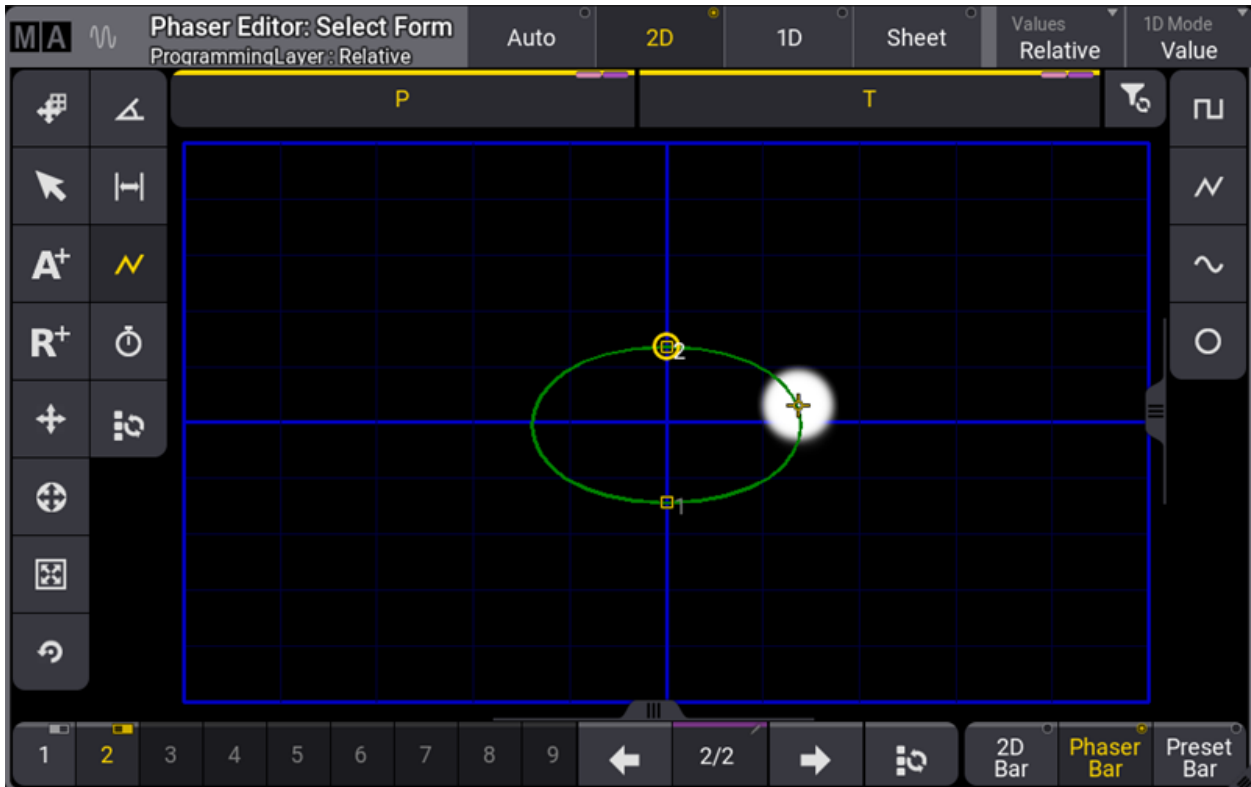 MA
Phaser Editor: Select Form
ProgrammingLayer: Relative
Auto
2D
1D
Sheet
Values
Relative
1D Mode
Value
P
T
A+
R+
2
1
1
2
3
4
5
6
7
8
9
2/2
2D
Bar
Phaser
Bar
Preset
Bar